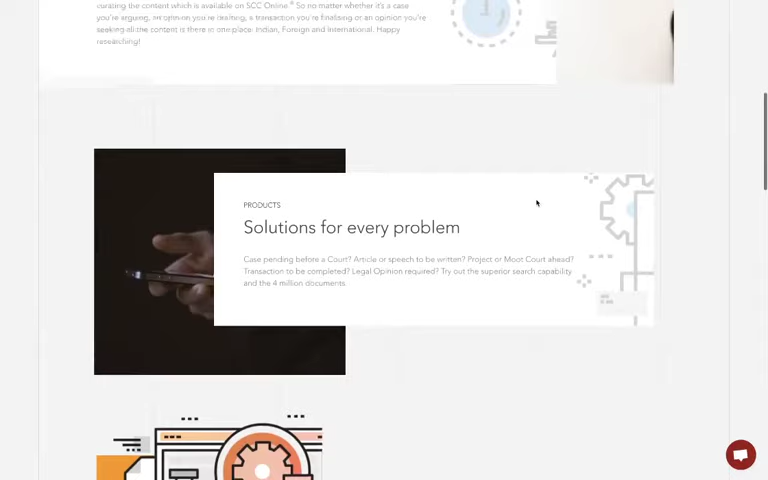 curating the content which is available on SCC Online.® So no matter whether it's a case
you're arguing, an opinion you're drafting, a transaction you're finalising or an opinion you're
seeking all the content is there in one place: Indian, Foreign and International. Happy
researching!
PRODUCTS
Solutions for every problem
Case pending before a Court? Article or speech to be written? Project or Moot Court ahead?
Transaction to be completed? Legal Opinion required? Try out the superior search capability
and the 4 million documents.